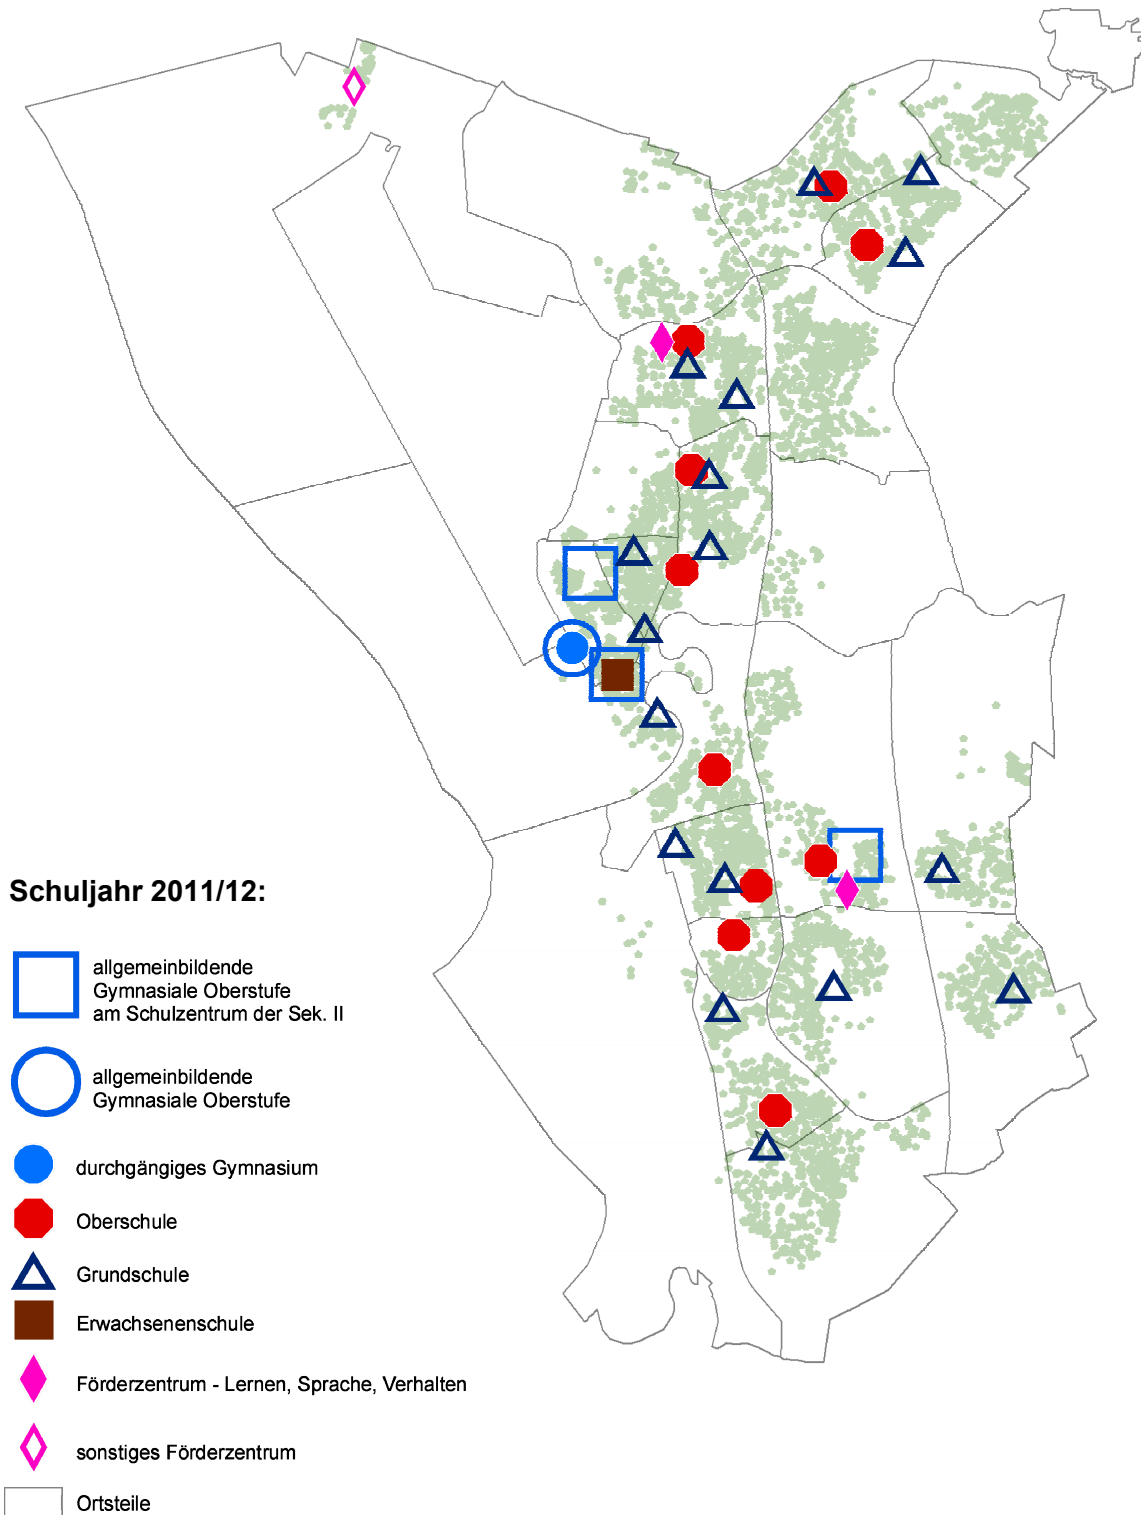 Schuljahr 2011/12:
allgemeinbildende
Gymnasiale Oberstufe
am Schulzentrum der Sek. II
allgemeinbildende
Gymnasiale Oberstufe
durchgängiges Gymnasium
Oberschule
Grundschule
Erwachsenenschule
Förderzentrum - Lernen, Sprache, Verhalten
sonstiges Förderzentrum
Ortsteile